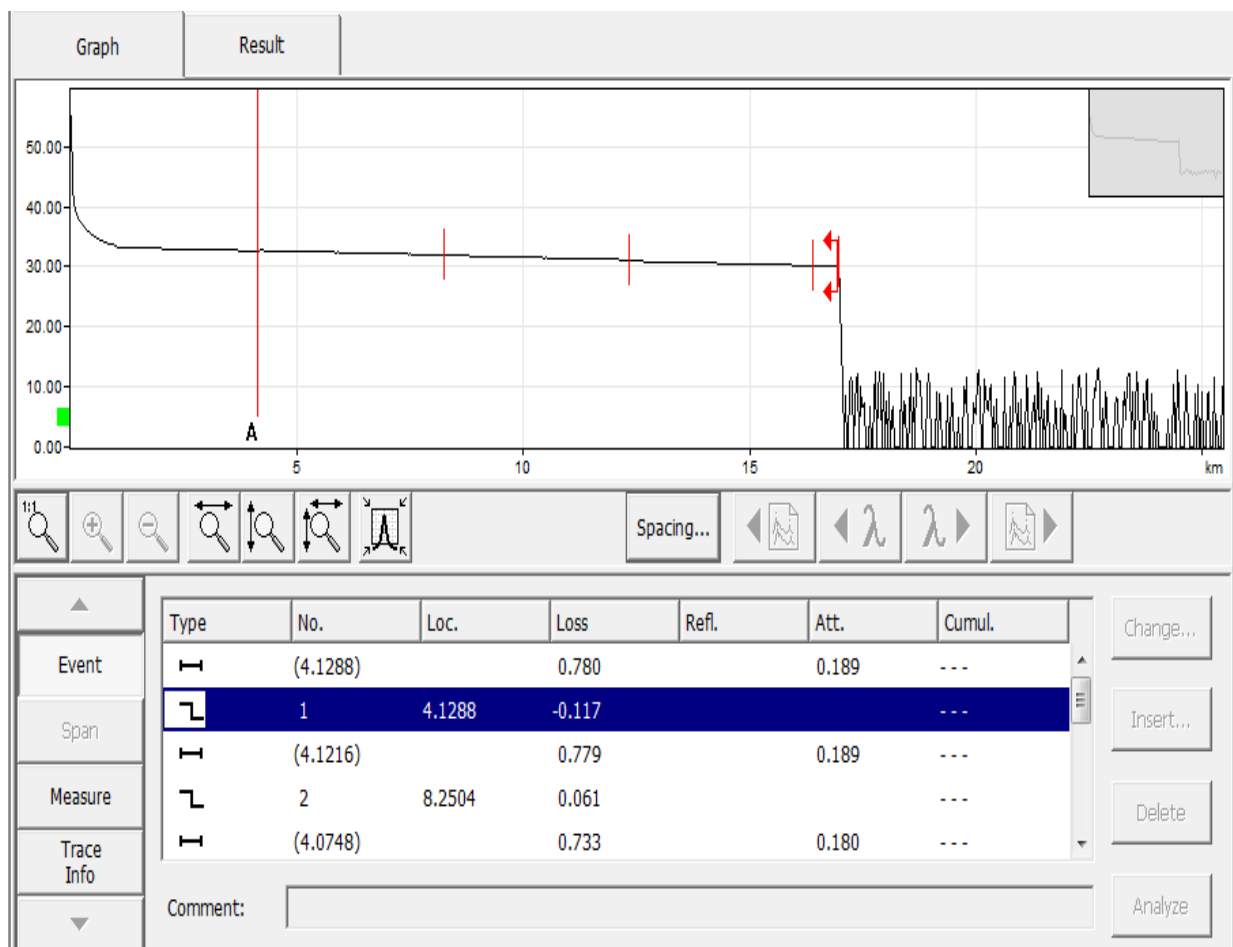 Graph Result
50.00
40.00
30.00
20.00
10.00
0.00
A
5 10 15 20 km
1:1
Spacing... λ λ
Type No. Loc. Loss Refl. Att. Cumul.
(4.1288) 0.780 0.189 - - -
1 4.1288 -0.117 - - -
(4.1216) 0.779 0.189 - - -
2 8.2504 0.061 - - -
(4.0748) 0.733 0.180 - - -
Event
Span
Measure
Trace
Info
Change...
Insert...
Delete
Analyze
Comment: